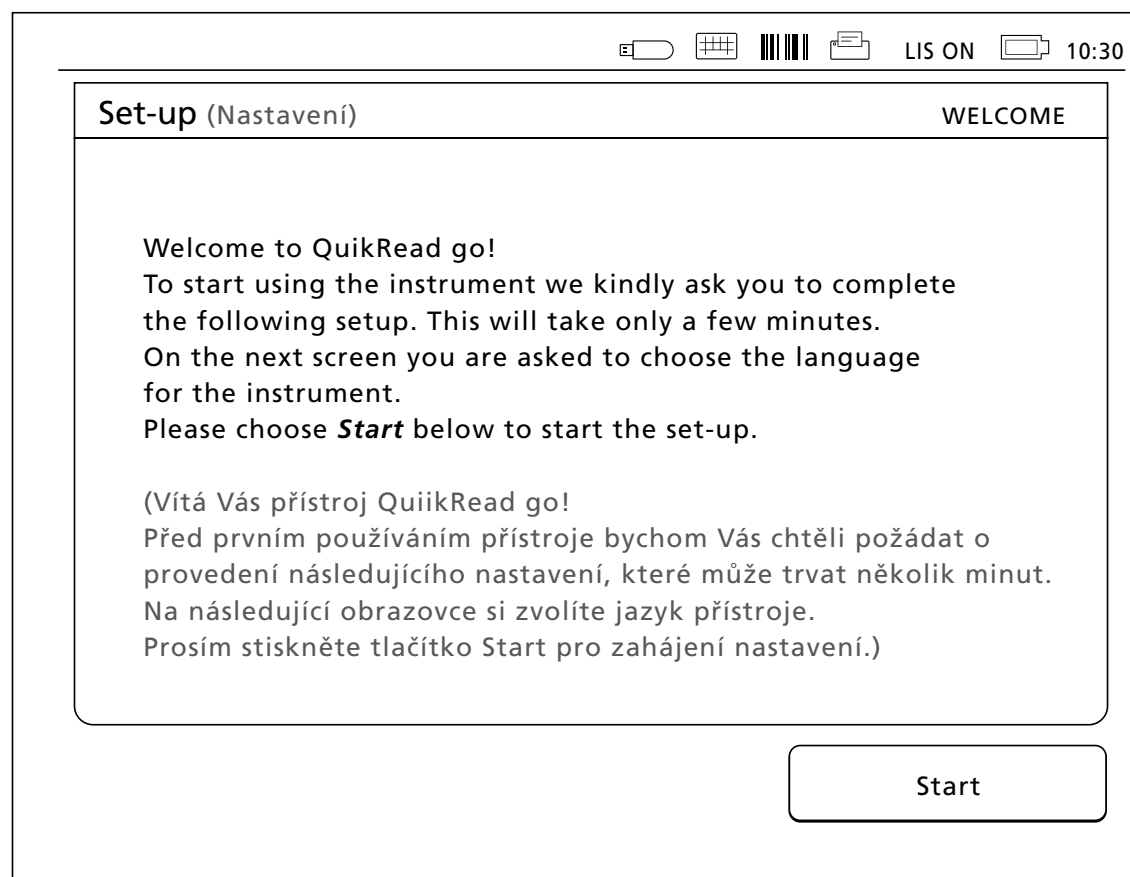 LIS ON 10:30
Set-up (Nastavení) WELCOME
Welcome to QuikRead go!
To start using the instrument we kindly ask you to complete
the following setup. This will take only a few minutes.
On the next screen you are asked to choose the language
for the instrument.
Please choose Start below to start the set-up.
(Vítá Vás přístroj QuiikRead go!
Před prvním používáním přístroje bychom Vás chtěli požádat o
provedení následujícího nastavení, které může trvat několik minut.
Na následující obrazovce si zvolíte jazyk přístroje.
Prosím stiskněte tlačítko Start pro zahájení nastavení.)
Start